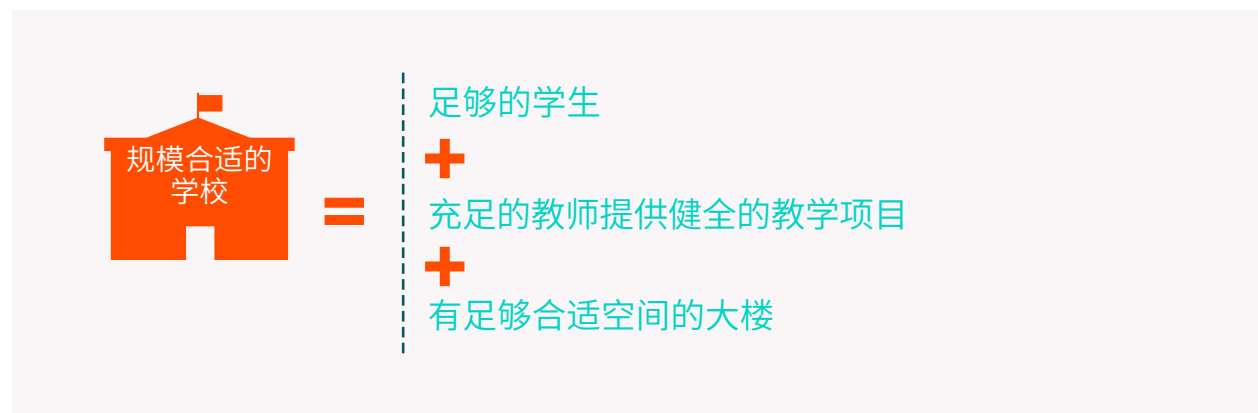 足够的学生
规模合适的
学校
=
+
充足的教师提供健全的教学项目
+
有足够合适空间的大楼